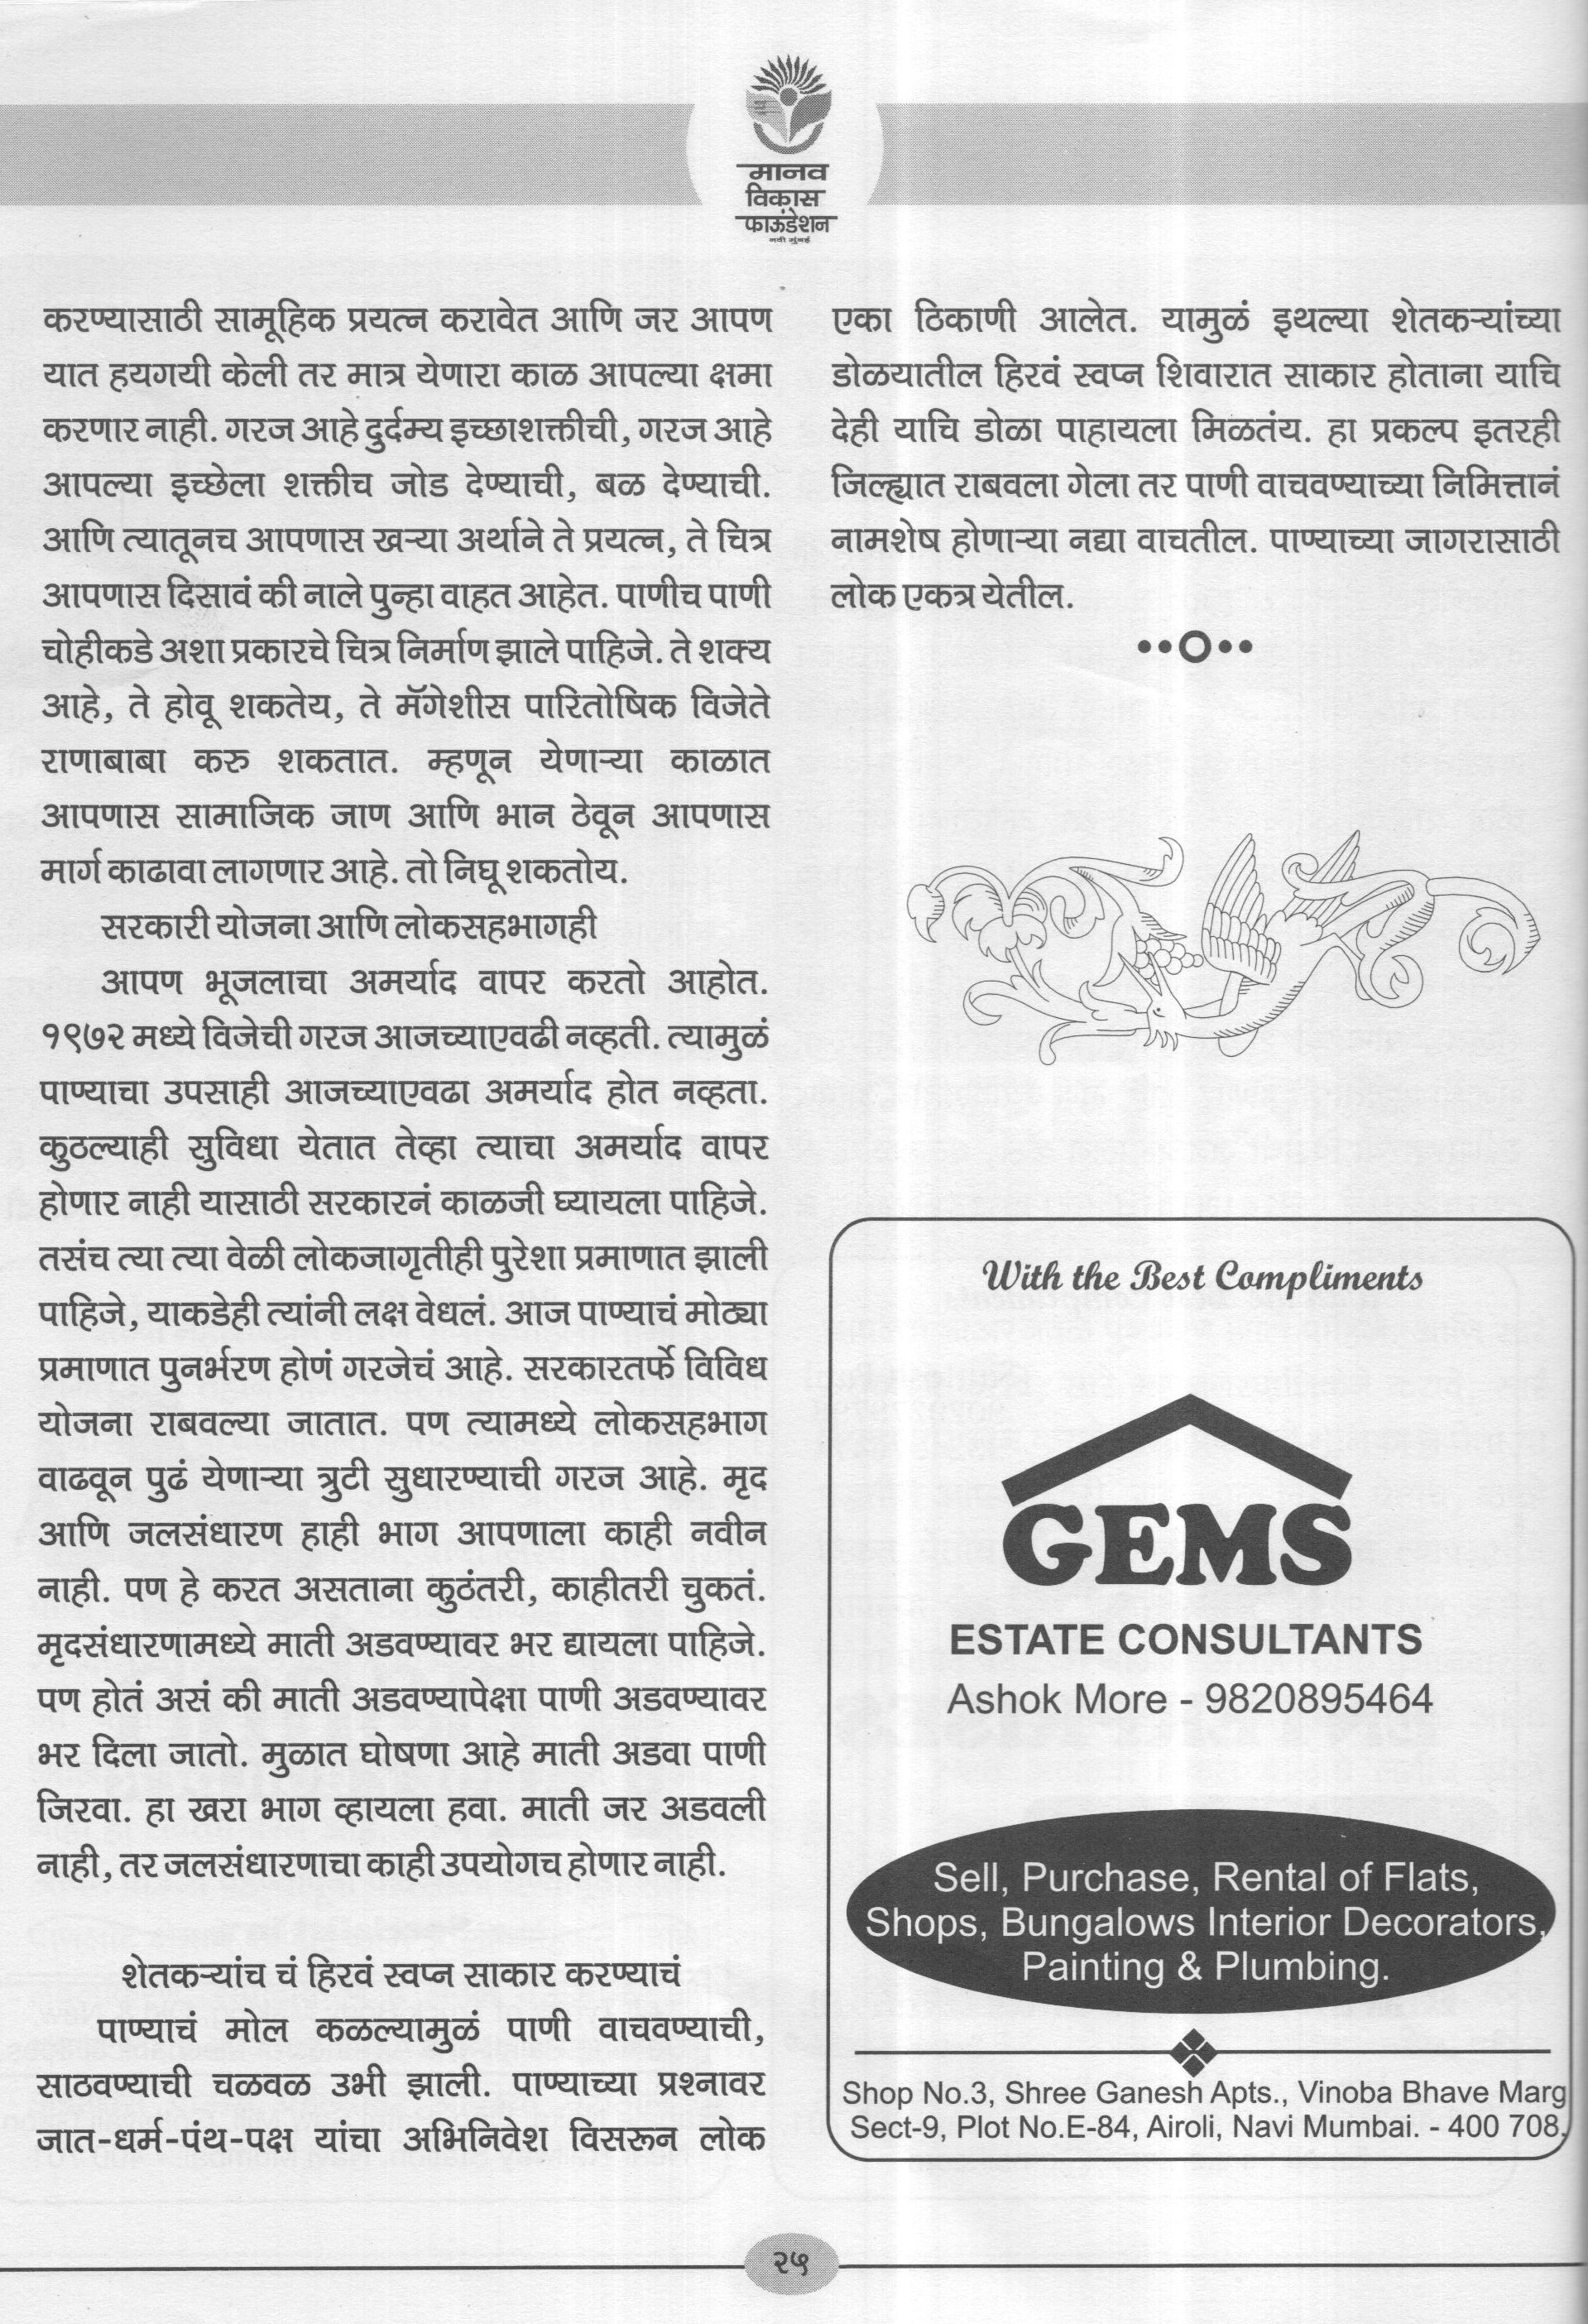 मानव
विकास
फाऊंडेशन
नवी मुंबई
करण्यासाठी सामूहिक प्रयत्न करावेत आणि जर आपण
यात हयगयी केली तर मात्र येणारा काळ आपल्या क्षमा
करणार नाही. गरज आहे दुर्दम्य इच्छाशक्तीची, गरज आहे
आपल्या इच्छेला शक्तीच जोड देण्याची, बळ देण्याची.
आणि त्यातूनच आपणास खऱ्या अर्थाने ते प्रयत्न, ते चित्र
आपणास दिसावं की नाले पुन्हा वाहत आहेत. पाणीच पाणी
चोहीकडे अशा प्रकारचे चित्र निर्माण झाले पाहिजे. ते शक्य
आहे, ते होवू शकतेय, ते मॅगेशीस पारितोषिक विजेते
राणाबाबा करु शकतात. म्हणून येणाऱ्या काळात
आपणास सामाजिक जाण आणि भान ठेवून आपणास
मार्ग काढावा लागणार आहे. तो निघू शकतोय.
सरकारी योजना आणि लोकसहभागही
आपण भूजलाचा अमर्याद वापर करतो आहोत.
१९७२ मध्ये विजेची गरज आजच्याएवढी नव्हती. त्यामुळं
पाण्याचा उपसाही आजच्याएवढा अमर्याद होत नव्हता.
कुठल्याही सुविधा येतात तेव्हा त्याचा अमर्याद वापर
होणार नाही यासाठी सरकारनं काळजी घ्यायला पाहिजे.
तसंच त्या त्या वेळी लोकजागृतीही पुरेशा प्रमाणात झाली
पाहिजे, याकडेही त्यांनी लक्ष वेधलं. आज पाण्याचं मोठ्या
प्रमाणात पुनर्भरण होणं गरजेचं आहे. सरकारतर्फे विविध
योजना राबवल्या जातात. पण त्यामध्ये लोकसहभाग
वाढवून पुढं येणाऱ्या त्रुटी सुधारण्याची गरज आहे. मृद
आणि जलसंधारण हाही भाग आपणाला काही नवीन
नाही. पण हे करत असताना कुठंतरी, काहीतरी चुकतं.
मृदसंधारणामध्ये माती अडवण्यावर भर द्यायला पाहिजे.
पण होतं असं की माती अडवण्यापेक्षा पाणी अडवण्यावर
भर दिला जातो. मुळात घोषणा आहे माती अडवा पाणी
जिरवा. हा खरा भाग व्हायला हवा. माती जर अडवली
नाही, तर जलसंधारणाचा काही उपयोगच होणार नाही.
शेतकऱ्यांच चं हिरवं स्वप्न साकार करण्याचं
पाण्याचं मोल कळल्यामुळं पाणी वाचवण्याची,
साठवण्याची चळवळ उभी झाली. पाण्याच्या प्रश्नावर
जात-धर्म-पंथ-पक्ष यांचा अभिनिवेश विसरून लोक
एका ठिकाणी आलेत. यामुळं इथल्या शेतकऱ्यांच्या
डोळयातील हिरवं स्वप्न शिवारात साकार होताना याचि
देही याचि डोळा पाहायला मिळतंय. हा प्रकल्प इतरही
जिल्ह्यात राबवला गेला तर पाणी वाचवण्याच्या निमित्तानं
नामशेष होणाऱ्या नद्या वाचतील. पाण्याच्या जागरासाठी
लोक एकत्र येतील.
With the Best Compliments
GEMS
ESTATE CONSULTANTS
Ashok More - 9820895464
Sell, Purchase, Rental of Flats,
Shops, Bungalows Interior Decorators,
Painting & Plumbing.
Shop No.3, Shree Ganesh Apts., Vinoba Bhave Marg
Sect-9, Plot No.E-84, Airoli, Navi Mumbai. - 400 708.
२५